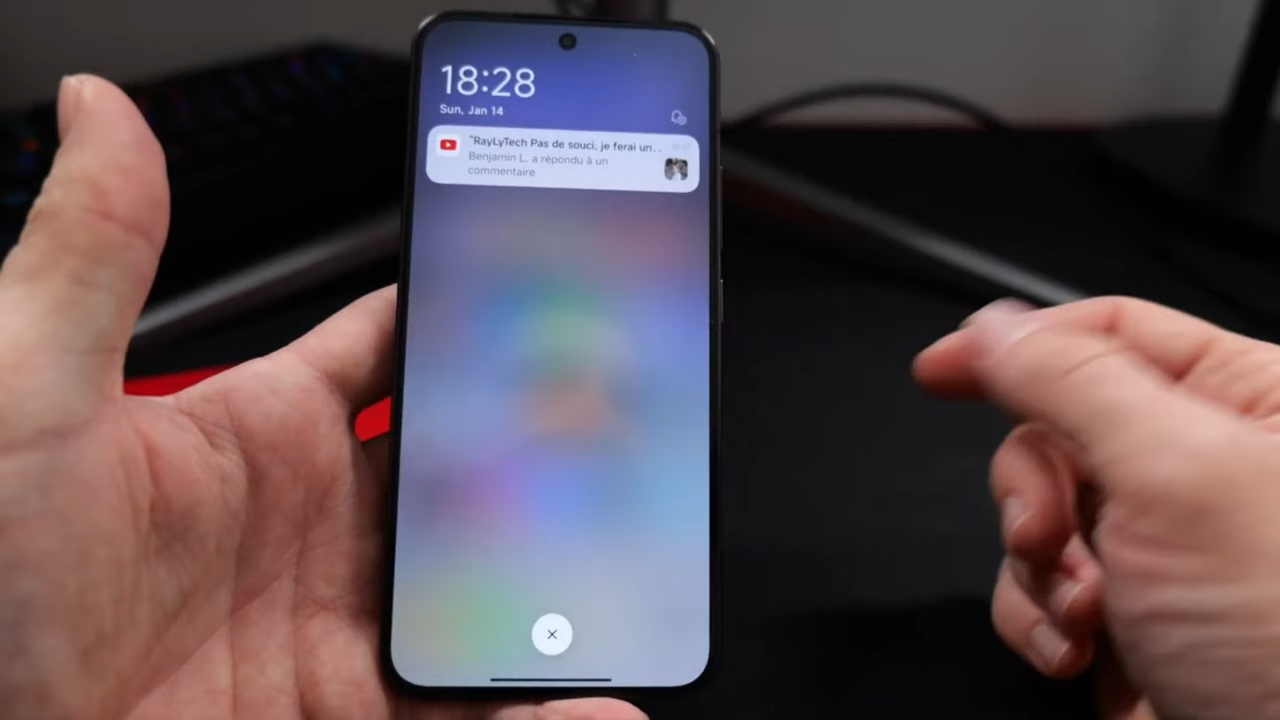 18:28
Sun, Jan 14
"RayLyTech Pas de souci, je ferai un..
Benjamin L. a répondu à un
commentaire